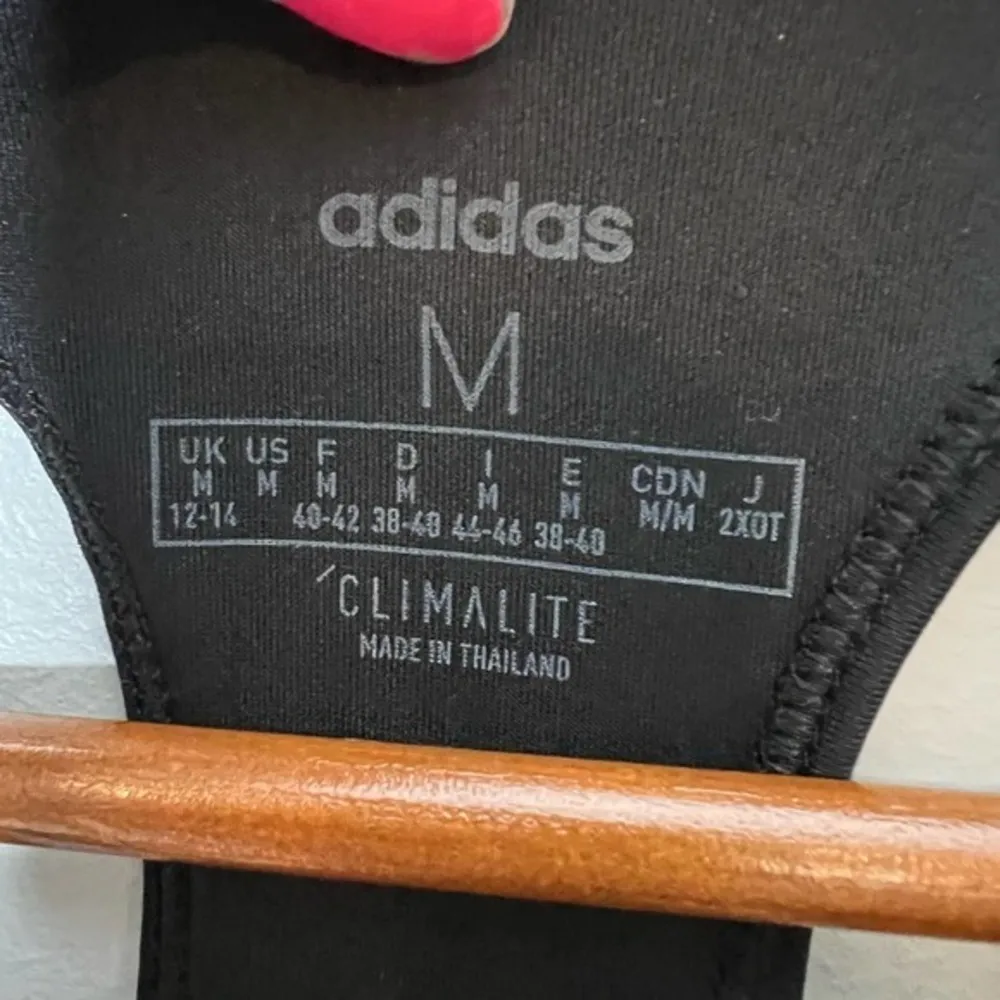 adidas
M
UK US F D I E CDN J
M M M M M M M/M 2XOT
12-14 40-42 38-40 44-46 38-40
CLIMALITE
MADE IN THAILAND